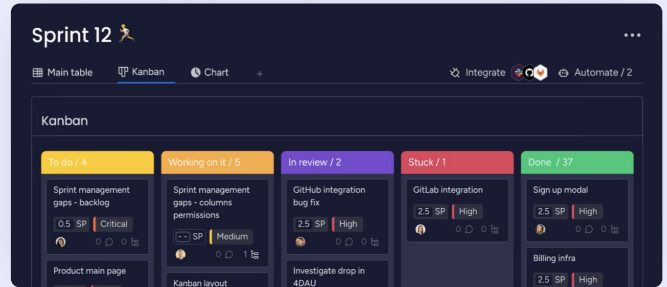 Sprint 12
Main table
Kanban
Chart
+
Integrate
Automate / 2
Kanban
To do / 4
Working on it / 5
In review / 2
Stuck / 1
Done / 37
Sprint management
gaps - backlog
0.5 SP
Critical
0
0
Product main page
Sprint management
gaps - columns
permissions
-- SP
Medium
0
1
Kanban layout
GitHub integration
bug fix
2.5 SP
High
0
0
Investigate drop in
4DAU
GitLab integration
2.5 SP
High
0
0
Sign up modal
2.5 SP
High
0
0
Billing infra
2.5 SP
High